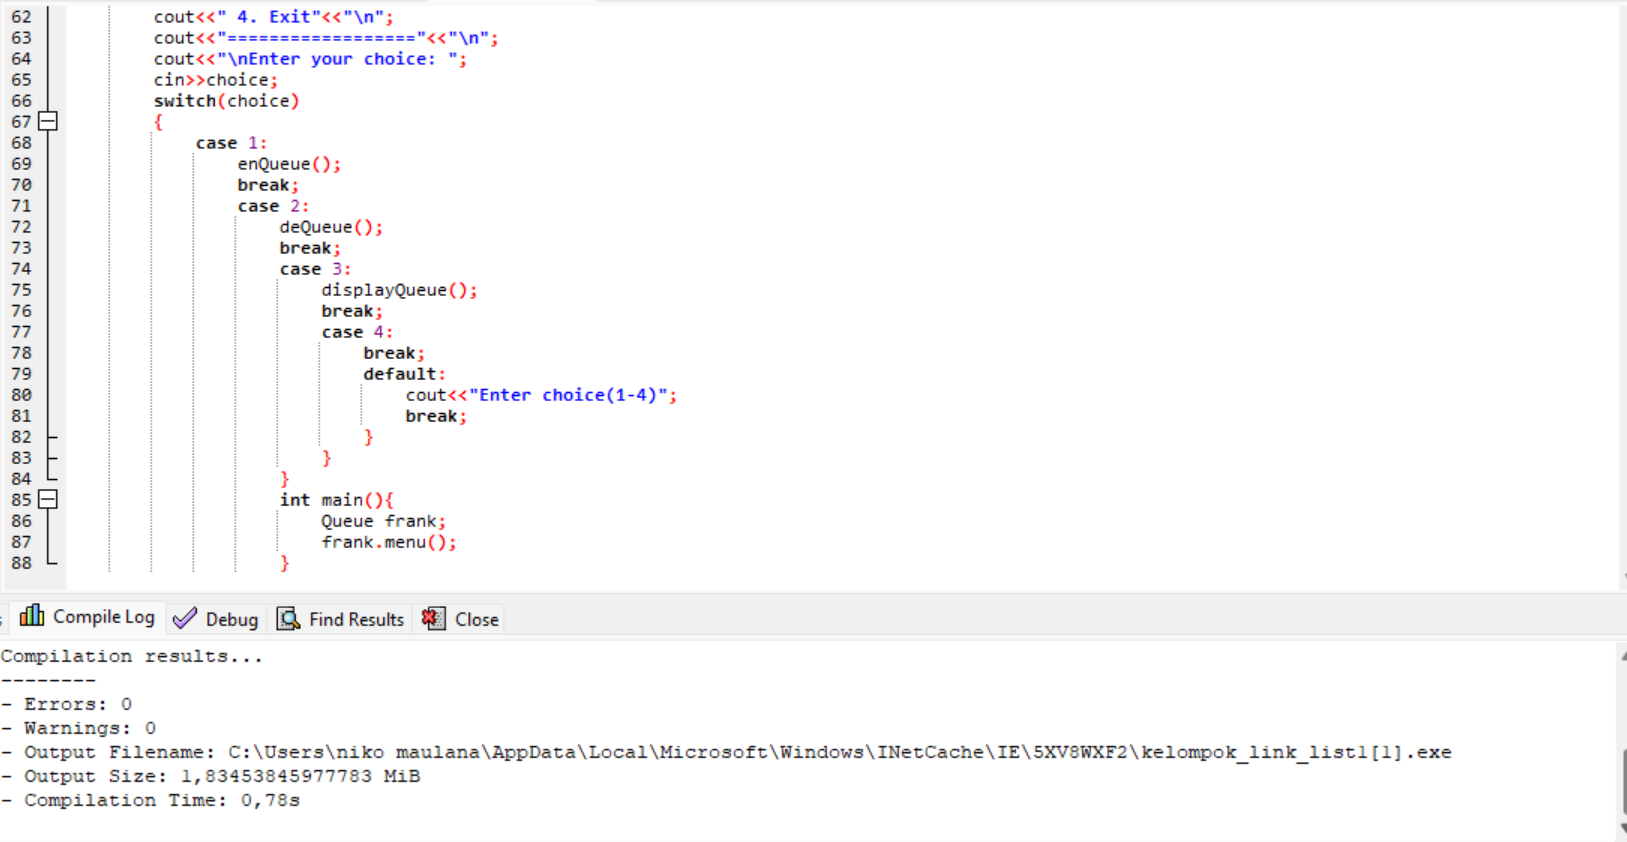 62 cout<<" 4. Exit"<<"\n";
63 cout<<"=================="<<"\n";
64 cout<<"\nEnter your choice: ";
65 cin>>choice;
66 switch(choice)
67 {
68 case 1:
69 enQueue();
70 break;
71 case 2:
72 deQueue();
73 break;
74 case 3:
75 displayQueue();
76 break;
77 case 4:
78 break;
79 default:
80 cout<<"Enter choice(1-4)";
81 break;
82 }
83 }
84 }
85 int main(){
86 Queue frank;
87 frank.menu();
88 }
Compile Log Debug Find Results Close
Compilation results...
--------
- Errors: 0
- Warnings: 0
- Output Filename: C:\Users\niko maulana\AppData\Local\Microsoft\Windows\INetCache\IE\5XV8WXF2\kelompok_link_list1[1].exe
- Output Size: 1,83453845977783 MiB
- Compilation Time: 0,78s